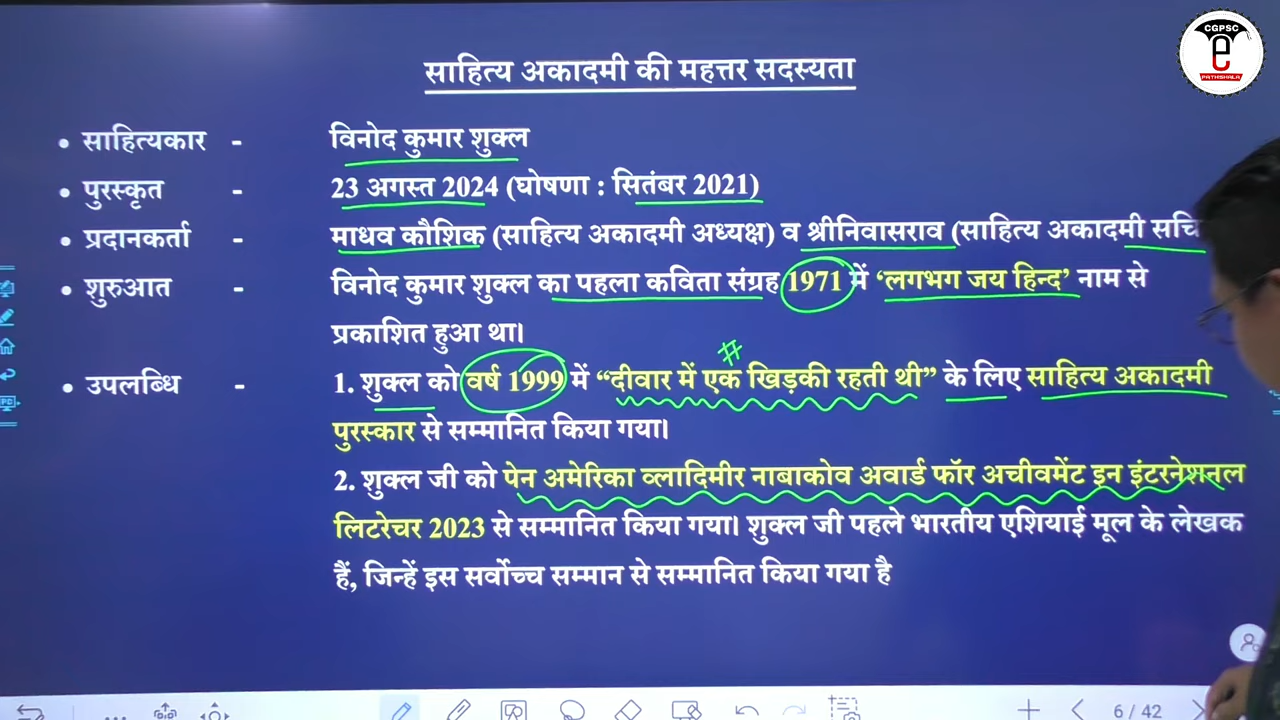 CGPSC
e
PATHSHALA
साहित्य अकादमी की महत्तर सदस्यता
• साहित्यकार - विनोद कुमार शुक्ल
• पुरस्कृत - 23 अगस्त 2024 (घोषणा : सितंबर 2021)
• प्रदानकर्ता - माधव कौशिक (साहित्य अकादमी अध्यक्ष) व श्रीनिवासराव (साहित्य अकादमी सचि
• शुरुआत - विनोद कुमार शुक्ल का पहला कविता संग्रह 1971 में ‘लगभग जय हिन्द’ नाम से
प्रकाशित हुआ था।
#
• उपलब्धि - 1. शुक्ल को वर्ष 1999 में “दीवार में एक खिड़की रहती थी” के लिए साहित्य अकादमी
पुरस्कार से सम्मानित किया गया।
2. शुक्ल जी को पेन अमेरिका व्लादिमीर नाबाकोव अवार्ड फॉर अचीवमेंट इन इंटरनेशनल
लिटरेचर 2023 से सम्मानित किया गया। शुक्ल जी पहले भारतीय एशियाई मूल के लेखक
हैं, जिन्हें इस सर्वोच्च सम्मान से सम्मानित किया गया है
6 / 42